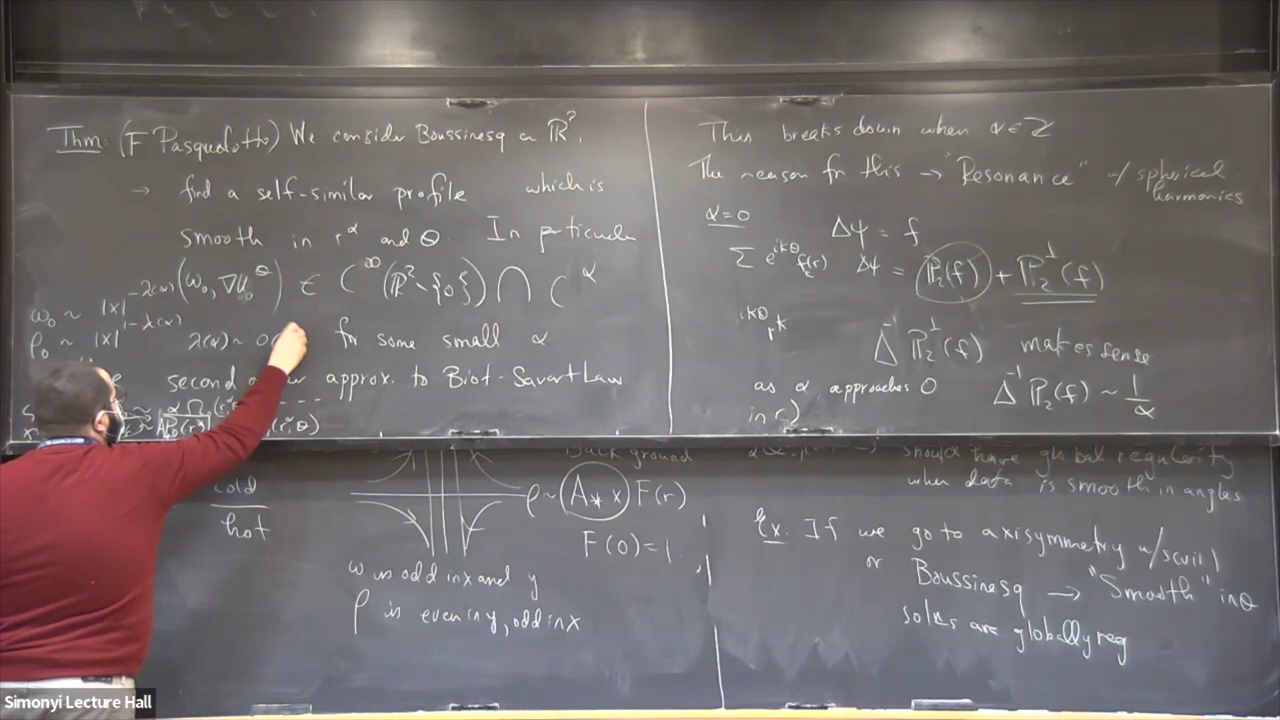 Thm: (F Pasqualotto) We consider Boussinesq on ℝ²,
→ find a self-similar profile which is
smooth in r^α and θ. In particular
(ω₀, ∇U₀^θ) ∈ C^∞(ℝ² - {0}) ∩ C^α
ω₀ ~ |x|^{-λ(α)}
ρ₀ ~ |x|^{1-λ(α)} λ(α) ~ for some small α
second approx. to Biot-Savart Law
This breaks down when α ∈ ℤ
The reason for this → "Resonance" w/ spherical
harmonics
α=0 Δψ = f
Σ e^{ikθ} f_k(r) Δψ = ℙ₂(f) + ℙ₂^⊥(f)
e^{ikθ} r^k Δ^{-1} ℙ₂^⊥(f) makes sense
as α approaches 0 Δ^{-1} ℙ₂(f) ~ 1/α
in r
cold
hot
Background
ρ ~ A_* x F(r)
F(0)=1
ω is odd in x and y
ρ is even in y, odd in x
should have global regularity
when data is smooth in angles
Ex. If we go to axisymmetry w/swirl
or Boussinesq → "Smooth" in θ
solns are globally reg
Simonyi Lecture Hall